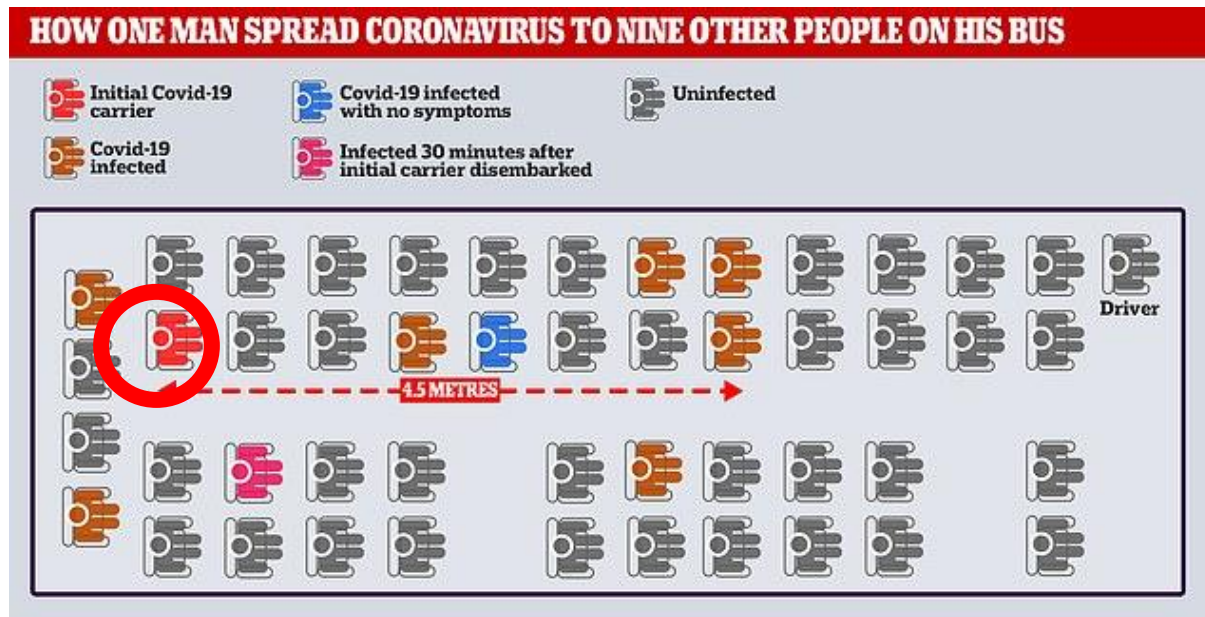 HOW ONE MAN SPREAD CORONAVIRUS TO NINE OTHER PEOPLE ON HIS BUS
Initial Covid-19
carrier
Covid-19 infected
with no symptoms
Uninfected
Covid-19
infected
Infected 30 minutes after
initial carrier disembarked
Driver
4.5 METRES